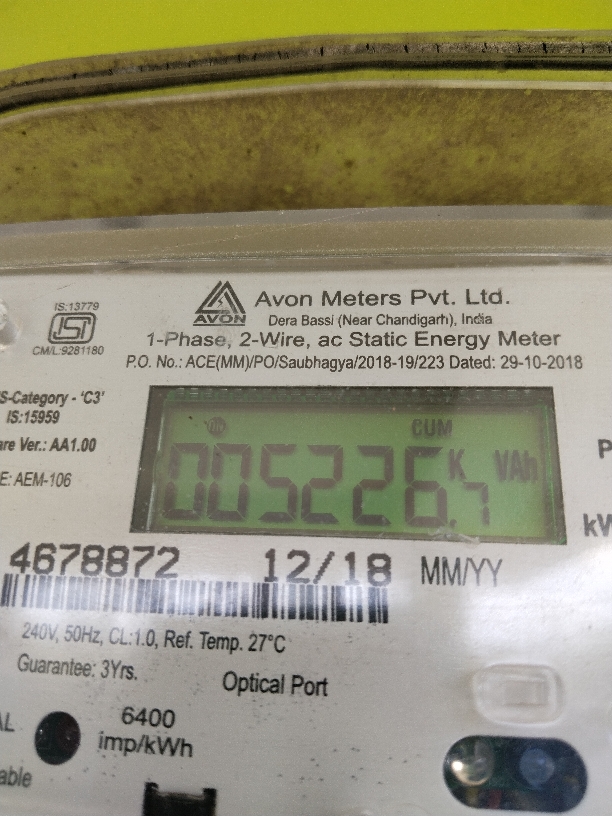 IS:13779
ISI
CM/L:9281180
AVON
Avon Meters Pvt. Ltd.
Dera Bassi (Near Chandigarh), India
1-Phase, 2-Wire, ac Static Energy Meter
P.O. No.: ACE(MM)/PO/Saubhagya/2018-19/223 Dated: 29-10-2018
S-Category - 'C3'
IS:15959
are Ver.: AA1.00
E: AEM-106
CUM
005226.7 K VAh
P
kW
4678872 12/18 MM/YY
240V, 50Hz, CL:1.0, Ref. Temp. 27°C
Guarantee: 3Yrs.
Optical Port
AL
6400
imp/kWh
able